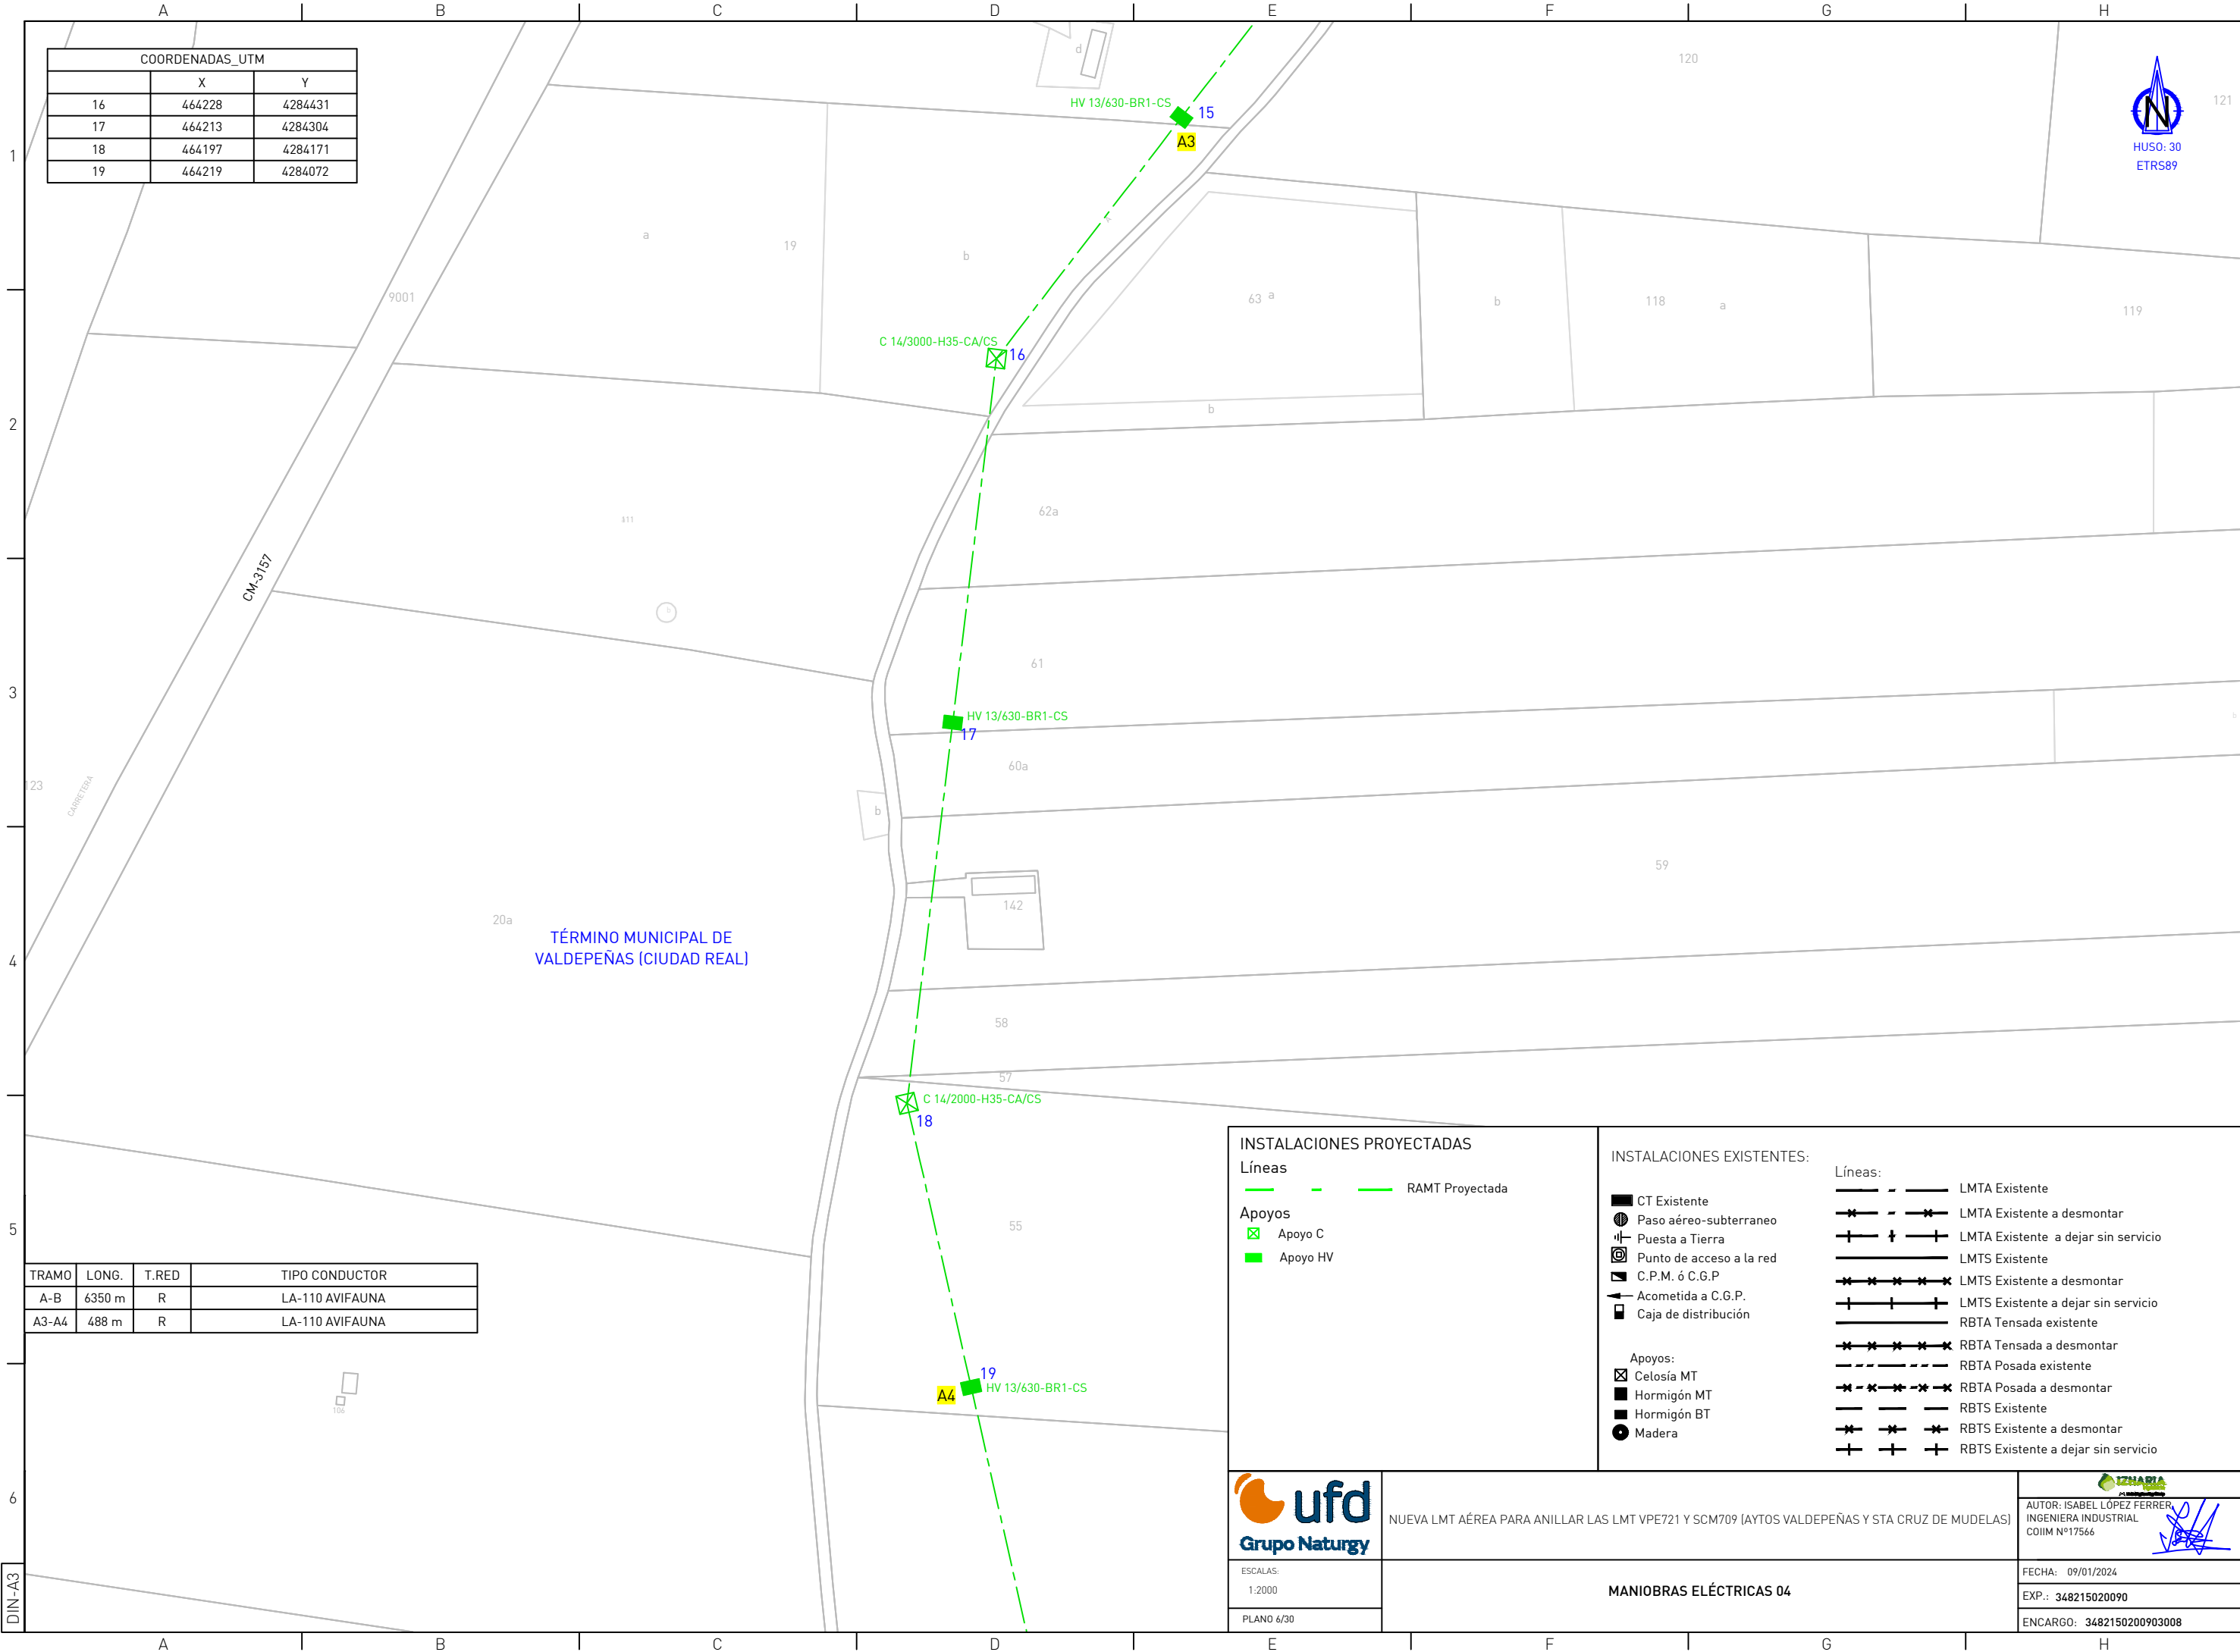 A B C D E F G H
COORDENADAS_UTM
X Y
16 464228 4284431
17 464213 4284304
18 464197 4284171
19 464219 4284072
d
120
121
HV 13/630-BR1-CS
15
A3
N
HUSO: 30
ETRS89
1
a
19
b
9001
63 a
b
118
a
119
C 14/3000-H35-CA/CS
16
b
2
62a
CM-3157
61
3
HV 13/630-BR1-CS
17
60a
123
CARRETERA
b
59
142
20a
TÉRMINO MUNICIPAL DE
VALDEPEÑAS (CIUDAD REAL)
4
58
57
C 14/2000-H35-CA/CS
18
55
5
TRAMO LONG. T.RED TIPO CONDUCTOR
A-B 6350 m R LA-110 AVIFAUNA
A3-A4 488 m R LA-110 AVIFAUNA
106
19
A4
HV 13/630-BR1-CS
6
DIN-A3
INSTALACIONES PROYECTADAS
Líneas
RAMT Proyectada
Apoyos
Apoyo C
Apoyo HV
INSTALACIONES EXISTENTES:
CT Existente
Paso aéreo-subterraneo
Puesta a Tierra
Punto de acceso a la red
C.P.M. ó C.G.P
Acometida a C.G.P.
Caja de distribución
Apoyos:
Celosía MT
Hormigón MT
Hormigón BT
Madera
Líneas:
LMTA Existente
LMTA Existente a desmontar
LMTA Existente a dejar sin servicio
LMTS Existente
LMTS Existente a desmontar
LMTS Existente a dejar sin servicio
RBTA Tensada existente
RBTA Tensada a desmontar
RBTA Posada existente
RBTA Posada a desmontar
RBTS Existente
RBTS Existente a desmontar
RBTS Existente a dejar sin servicio
ufd
Grupo Naturgy
NUEVA LMT AÉREA PARA ANILLAR LAS LMT VPE721 Y SCM709 (AYTOS VALDEPEÑAS Y STA CRUZ DE MUDELAS)
IZHARIA
AUTOR: ISABEL LÓPEZ FERRER
INGENIERA INDUSTRIAL
COIIM Nº17566
ESCALAS:
1:2000
PLANO 6/30
MANIOBRAS ELÉCTRICAS 04
FECHA: 09/01/2024
EXP.: 348215020090
ENCARGO: 3482150200903008
A B C D E F G H